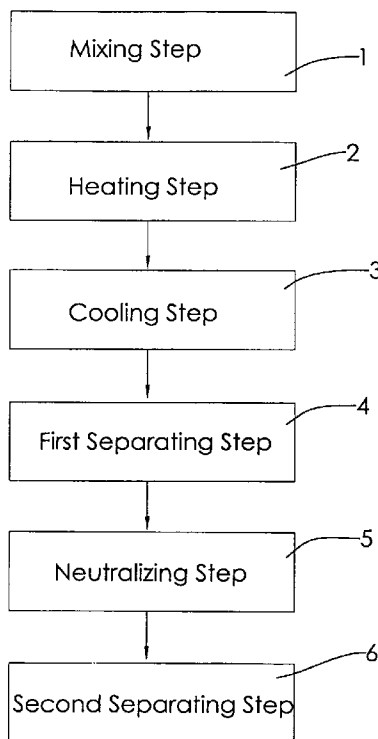 Mixing Step
1
2
Heating Step
3
Cooling Step
4
First Separating Step
5
Neutralizing Step
6
Second Separating Step